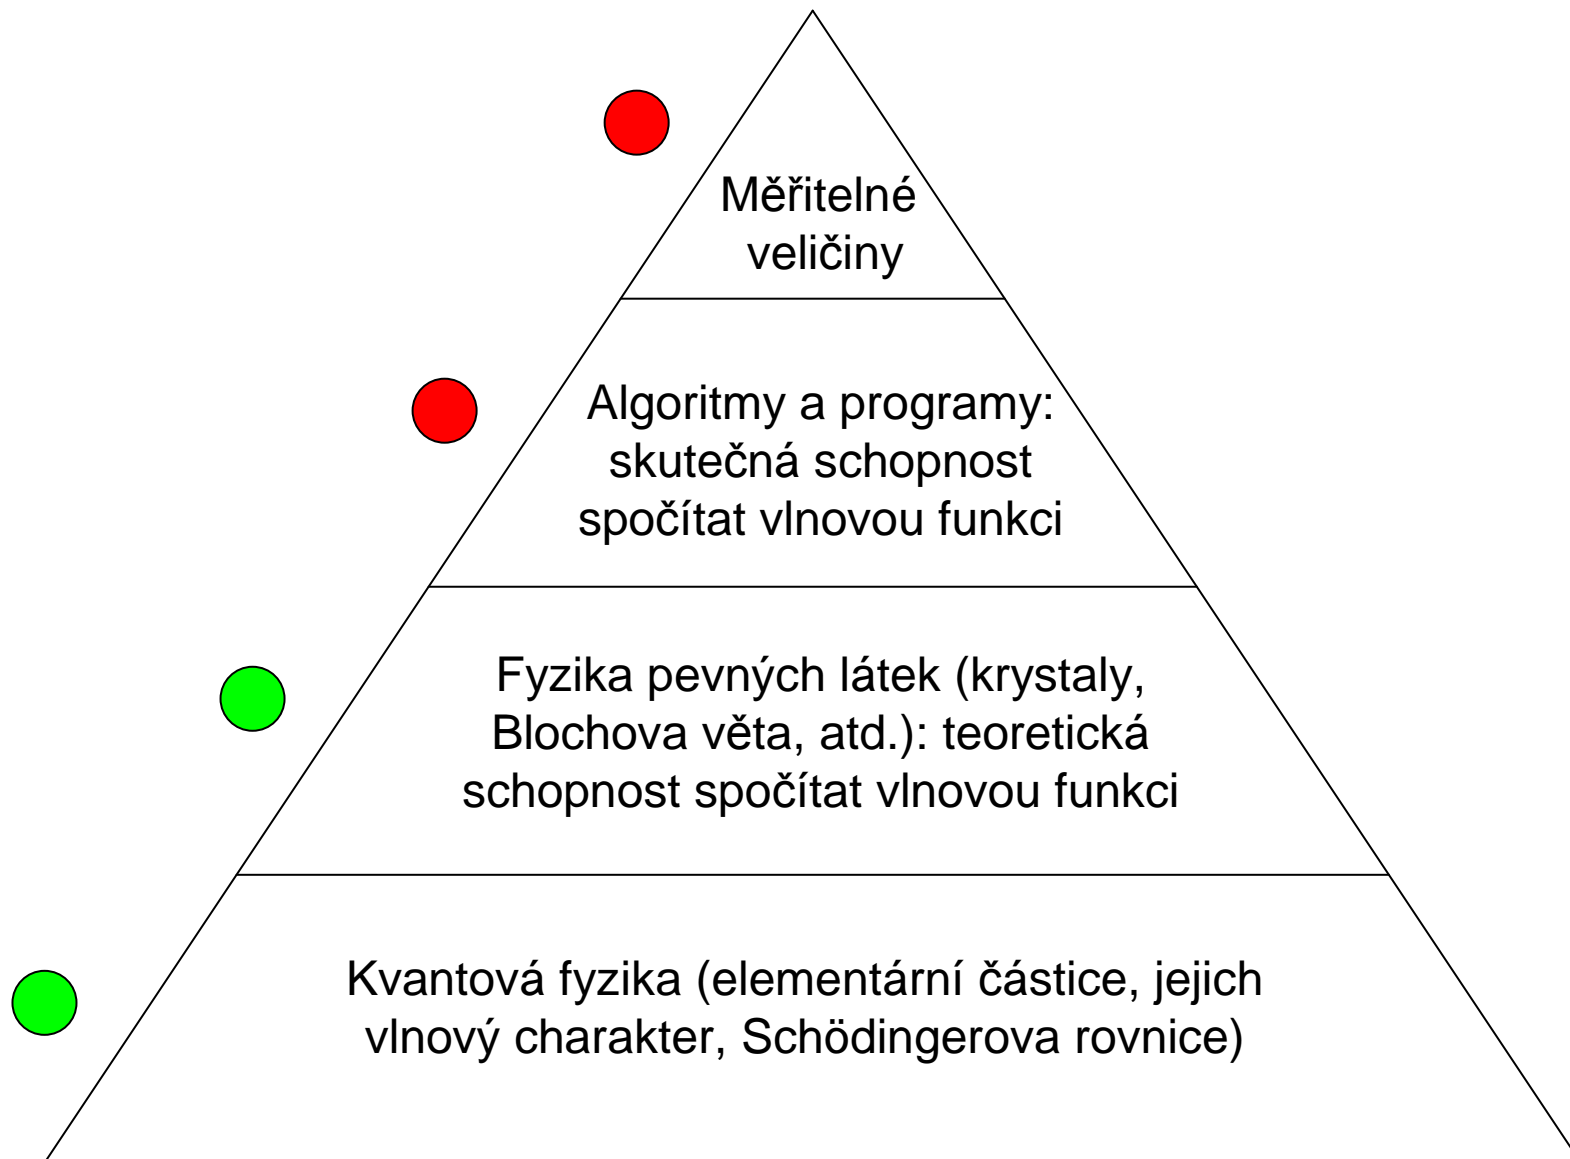 Měřitelné
veličiny
Algoritmy a programy:
skutečná schopnost
spočítat vlnovou funkci
Fyzika pevných látek (krystaly,
Blochova věta, atd.): teoretická
schopnost spočítat vlnovou funkci
Kvantová fyzika (elementární částice, jejich
vlnový charakter, Schödingerova rovnice)